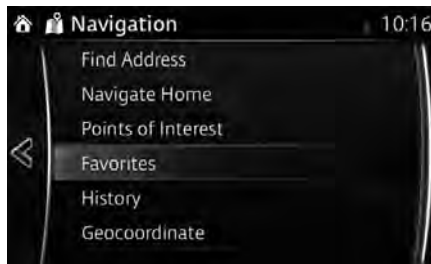 Navigation 10:16
Find Address
Navigate Home
Points of Interest
Favorites
History
Geocoordinate